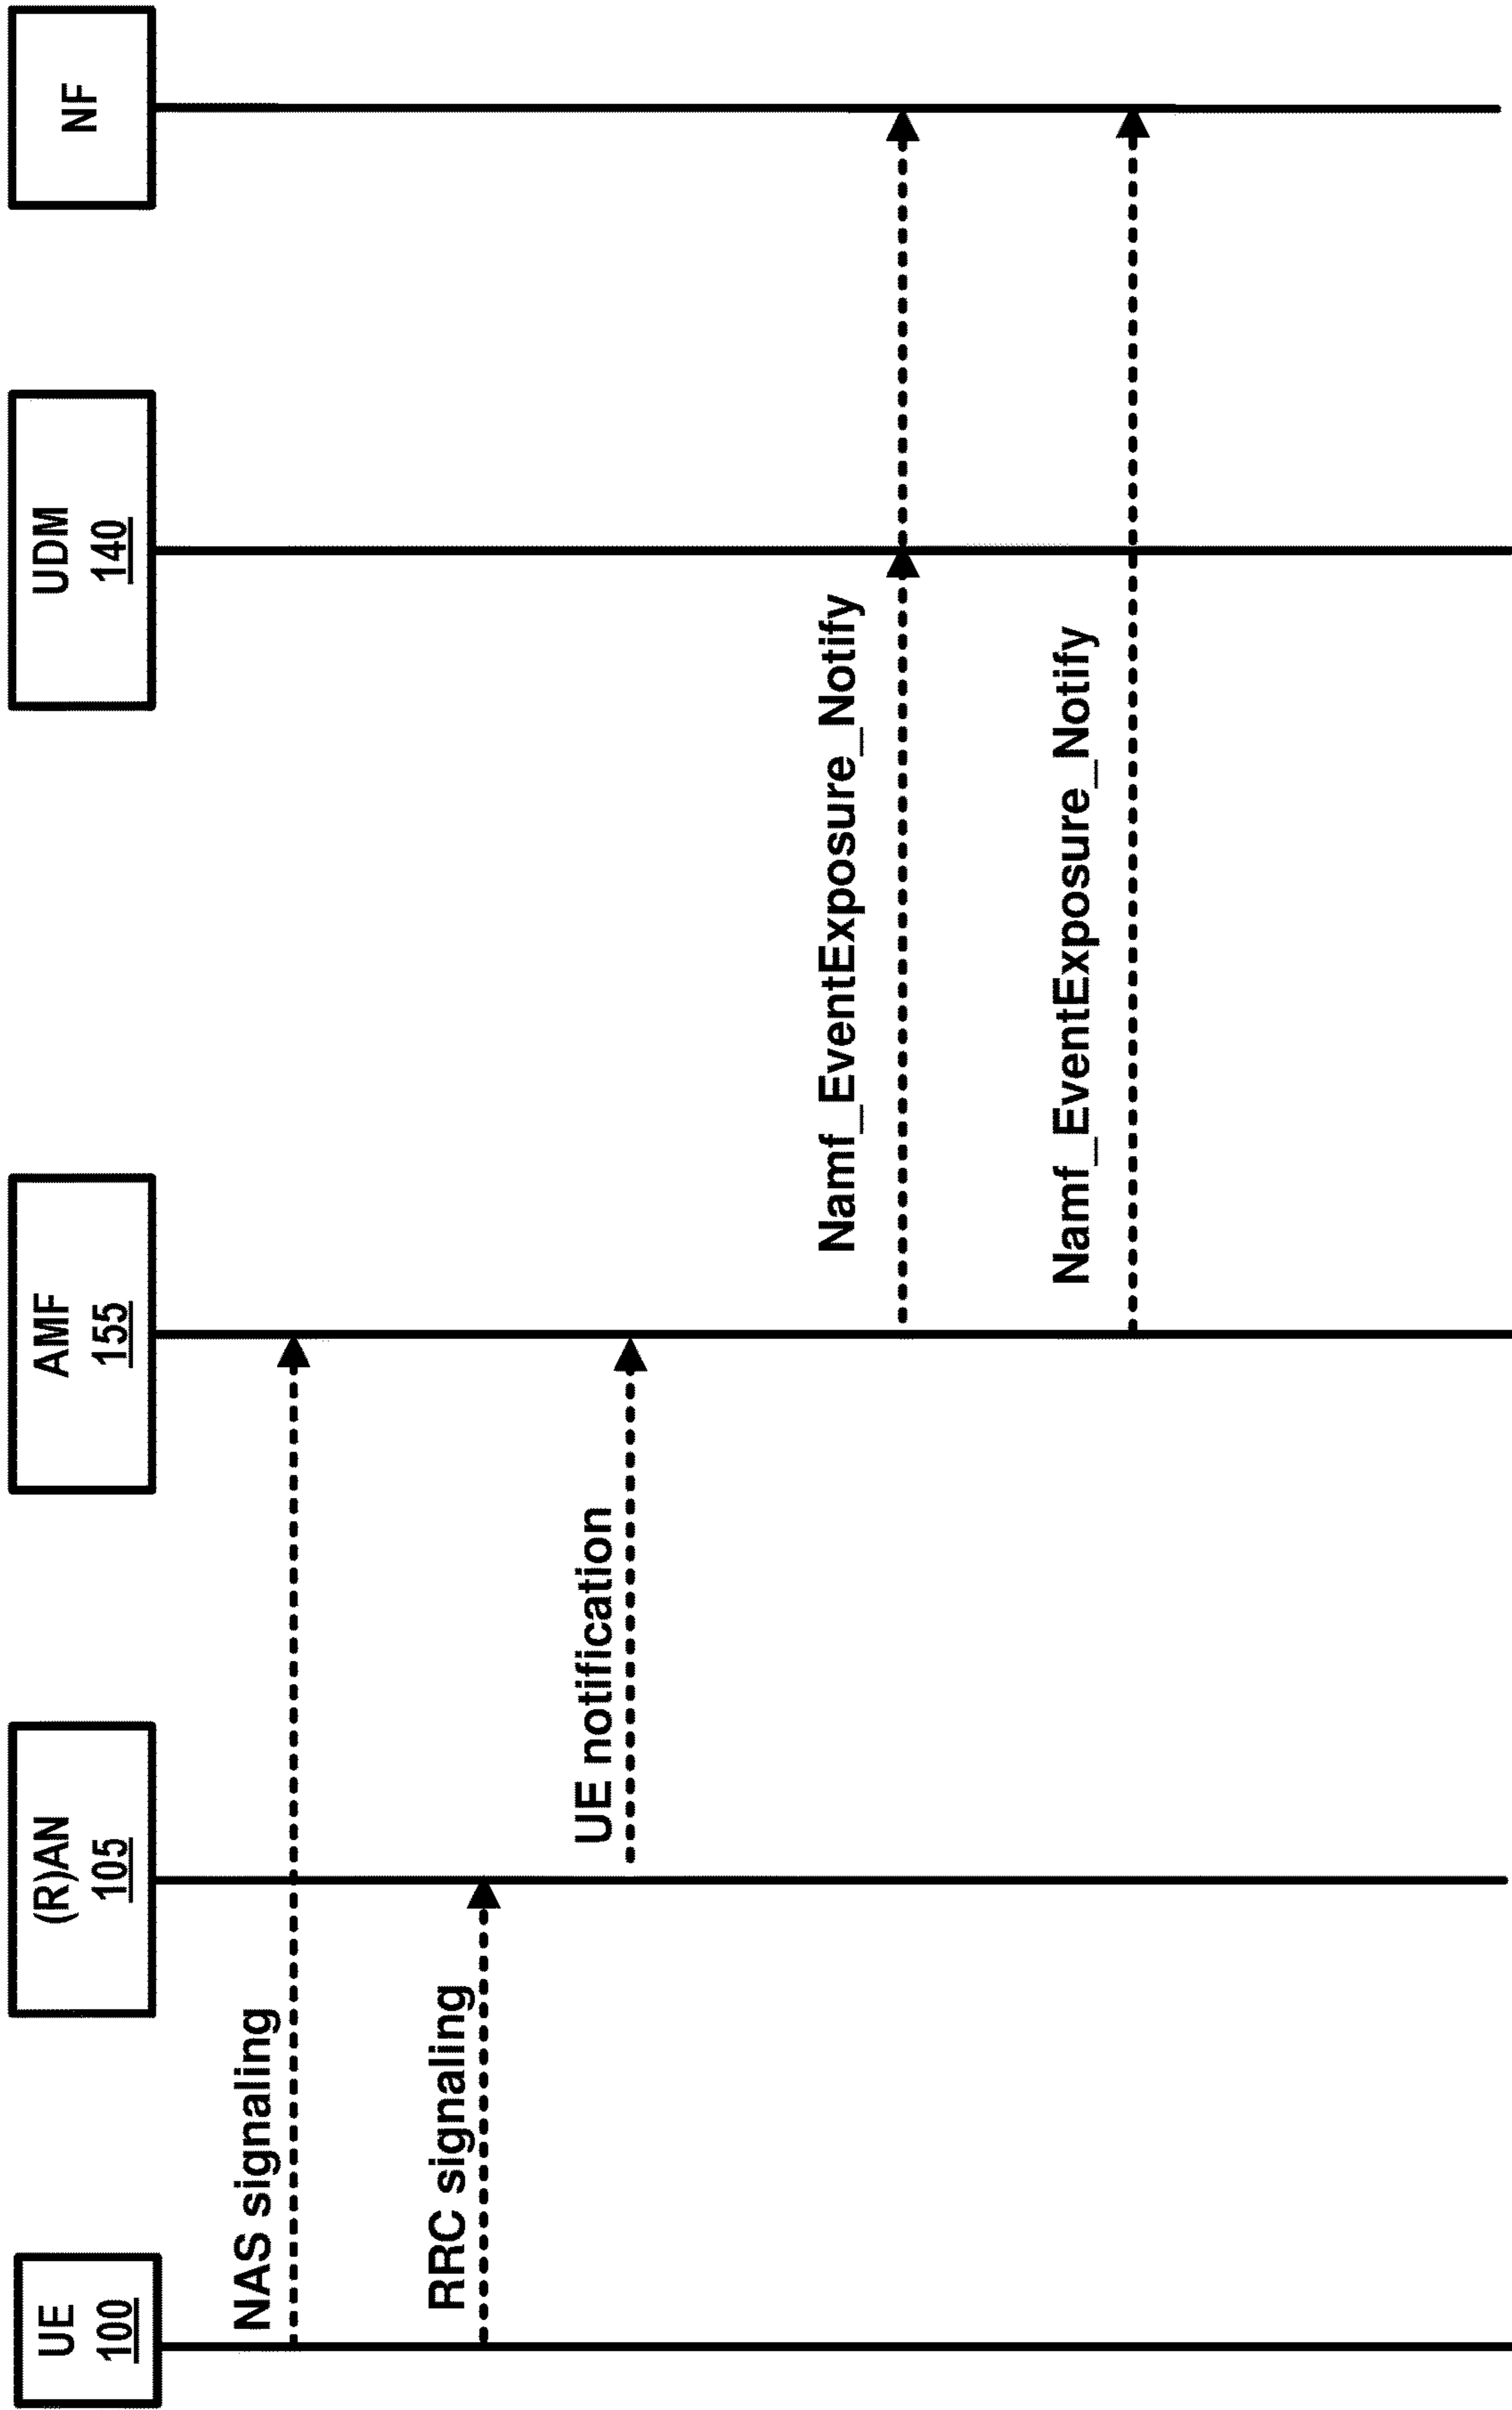 UE
100
(R)AN
105
AMF
155
UDM
140
NF
NAS signaling
RRC signaling
UE notification
Namf_EventExposure_Notify
Namf_EventExposure_Notify